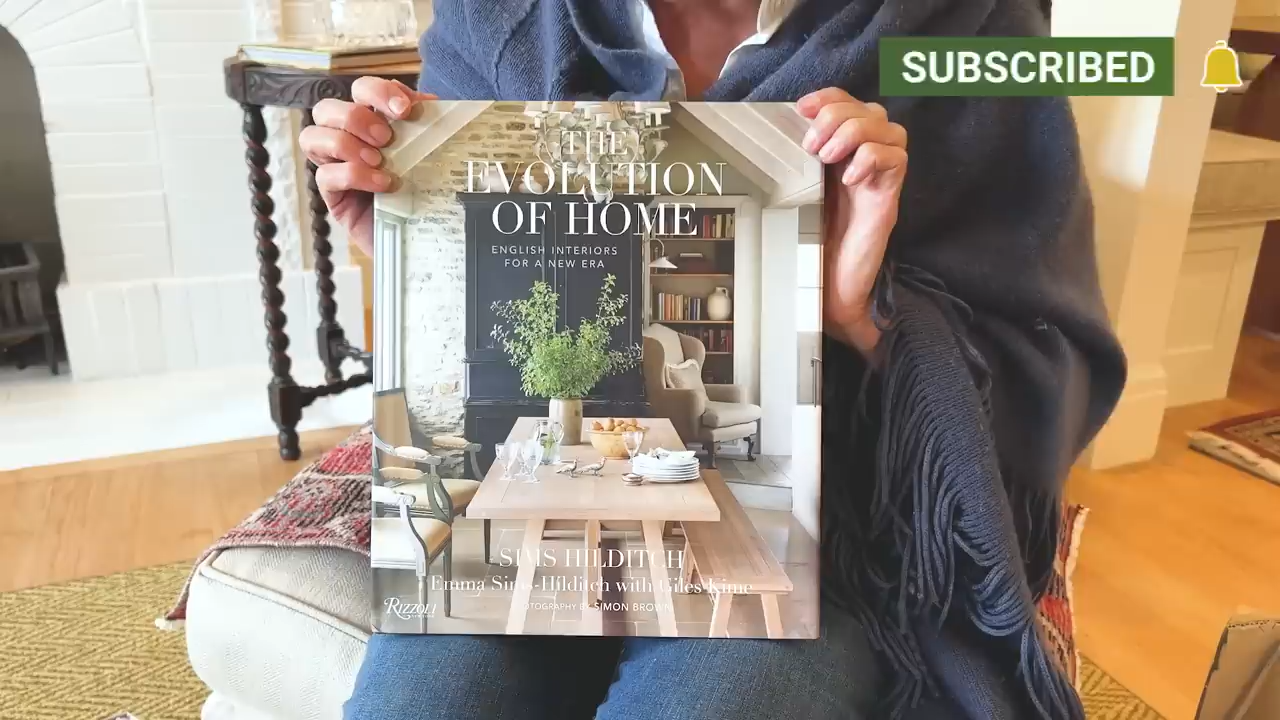 SUBSCRIBED
THE
EVOLUTION
OF HOME
ENGLISH INTERIORS
FOR A NEW ERA
SIMS HILDITCH
Emma Sims-Hilditch with Giles Kime
PHOTOGRAPHY BY SIMON BROWN
RIZZOLI